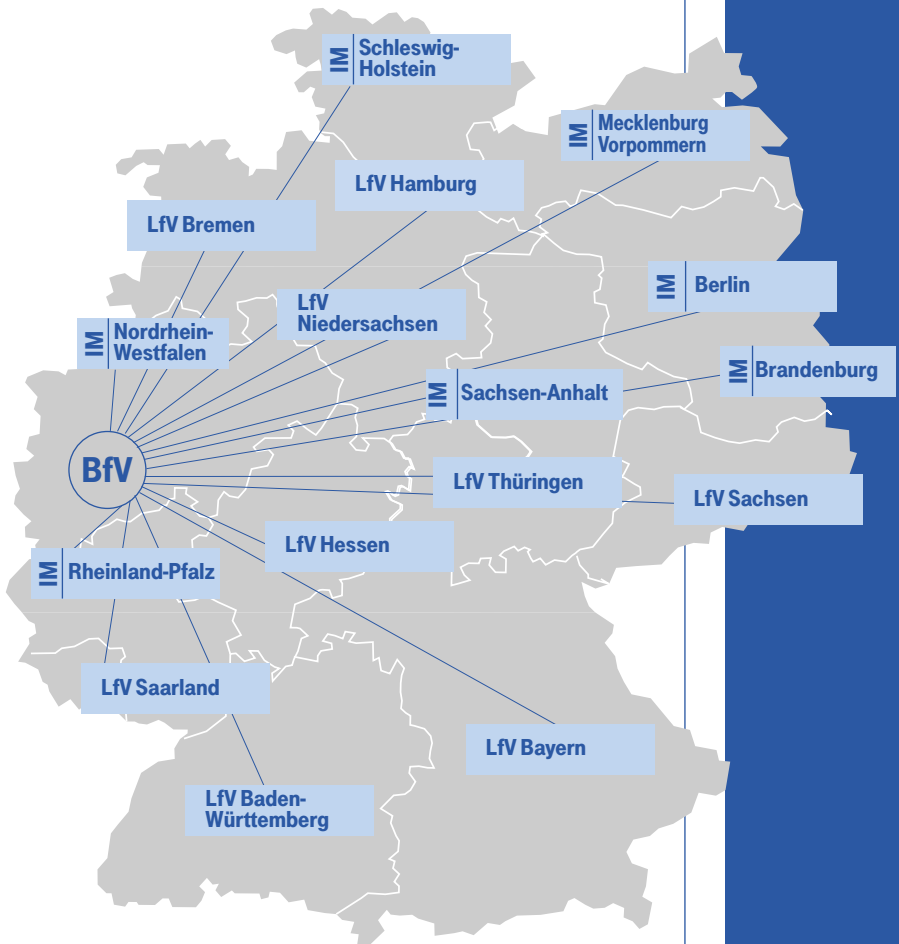 IM
Schleswig-
Holstein
IM
Mecklenburg
Vorpommern
LfV Hamburg
LfV Bremen
IM
Berlin
LfV
Niedersachsen
IM
Nordrhein-
Westfalen
IM
Brandenburg
IM
Sachsen-Anhalt
BfV
LfV Thüringen
LfV Sachsen
LfV Hessen
IM
Rheinland-Pfalz
LfV Saarland
LfV Bayern
LfV Baden-
Württemberg